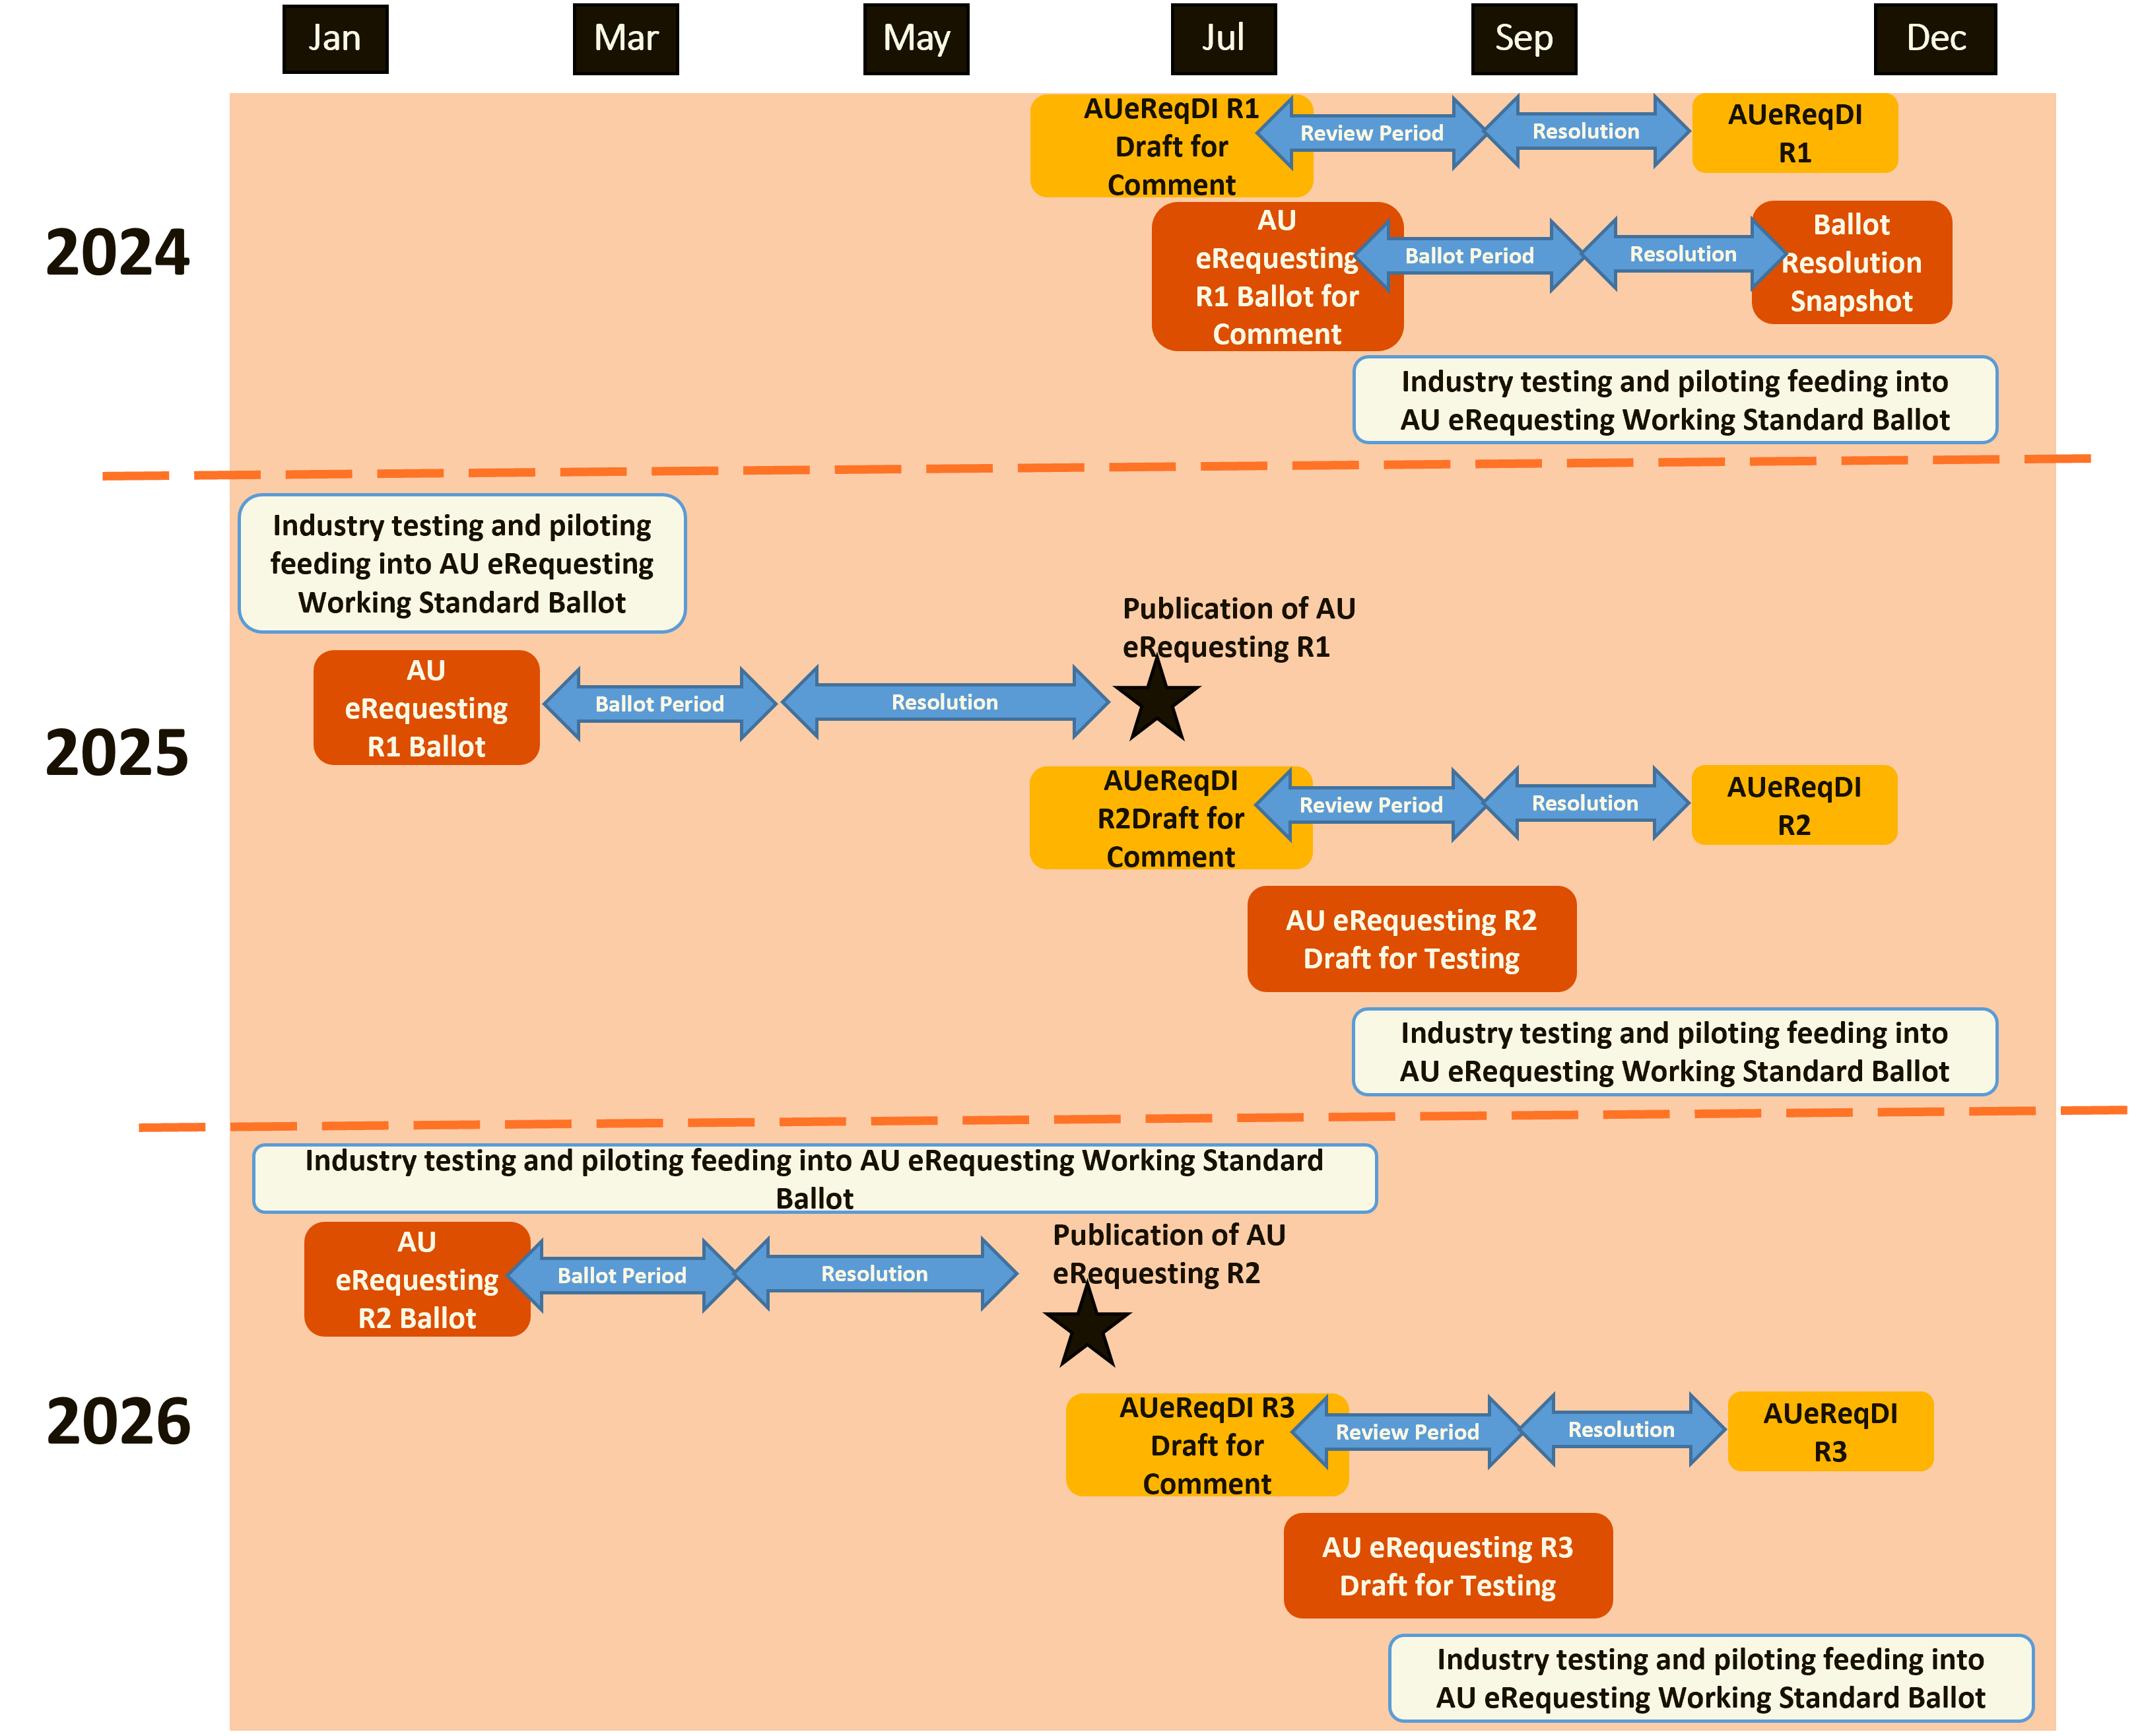 Jan
Mar
May
Jul
Sep
Dec
2024
AUeReqDI R1
Draft for
Comment
Review Period
Resolution
AUeReqDI
R1
AU
eRequesting
R1 Ballot for
Comment
Ballot Period
Resolution
Ballot
Resolution
Snapshot
Industry testing and piloting feeding into
AU eRequesting Working Standard Ballot
2025
Industry testing and piloting
feeding into AU eRequesting
Working Standard Ballot
AU
eRequesting
R1 Ballot
Ballot Period
Resolution
Publication of AU
eRequesting R1
AUeReqDI
R2Draft for
Comment
Review Period
Resolution
AUeReqDI
R2
AU eRequesting R2
Draft for Testing
Industry testing and piloting feeding into
AU eRequesting Working Standard Ballot
2026
Industry testing and piloting feeding into AU eRequesting Working Standard
Ballot
AU
eRequesting
R2 Ballot
Ballot Period
Resolution
Publication of AU
eRequesting R2
AUeReqDI R3
Draft for
Comment
Review Period
Resolution
AUeReqDI
R3
AU eRequesting R3
Draft for Testing
Industry testing and piloting feeding into
AU eRequesting Working Standard Ballot